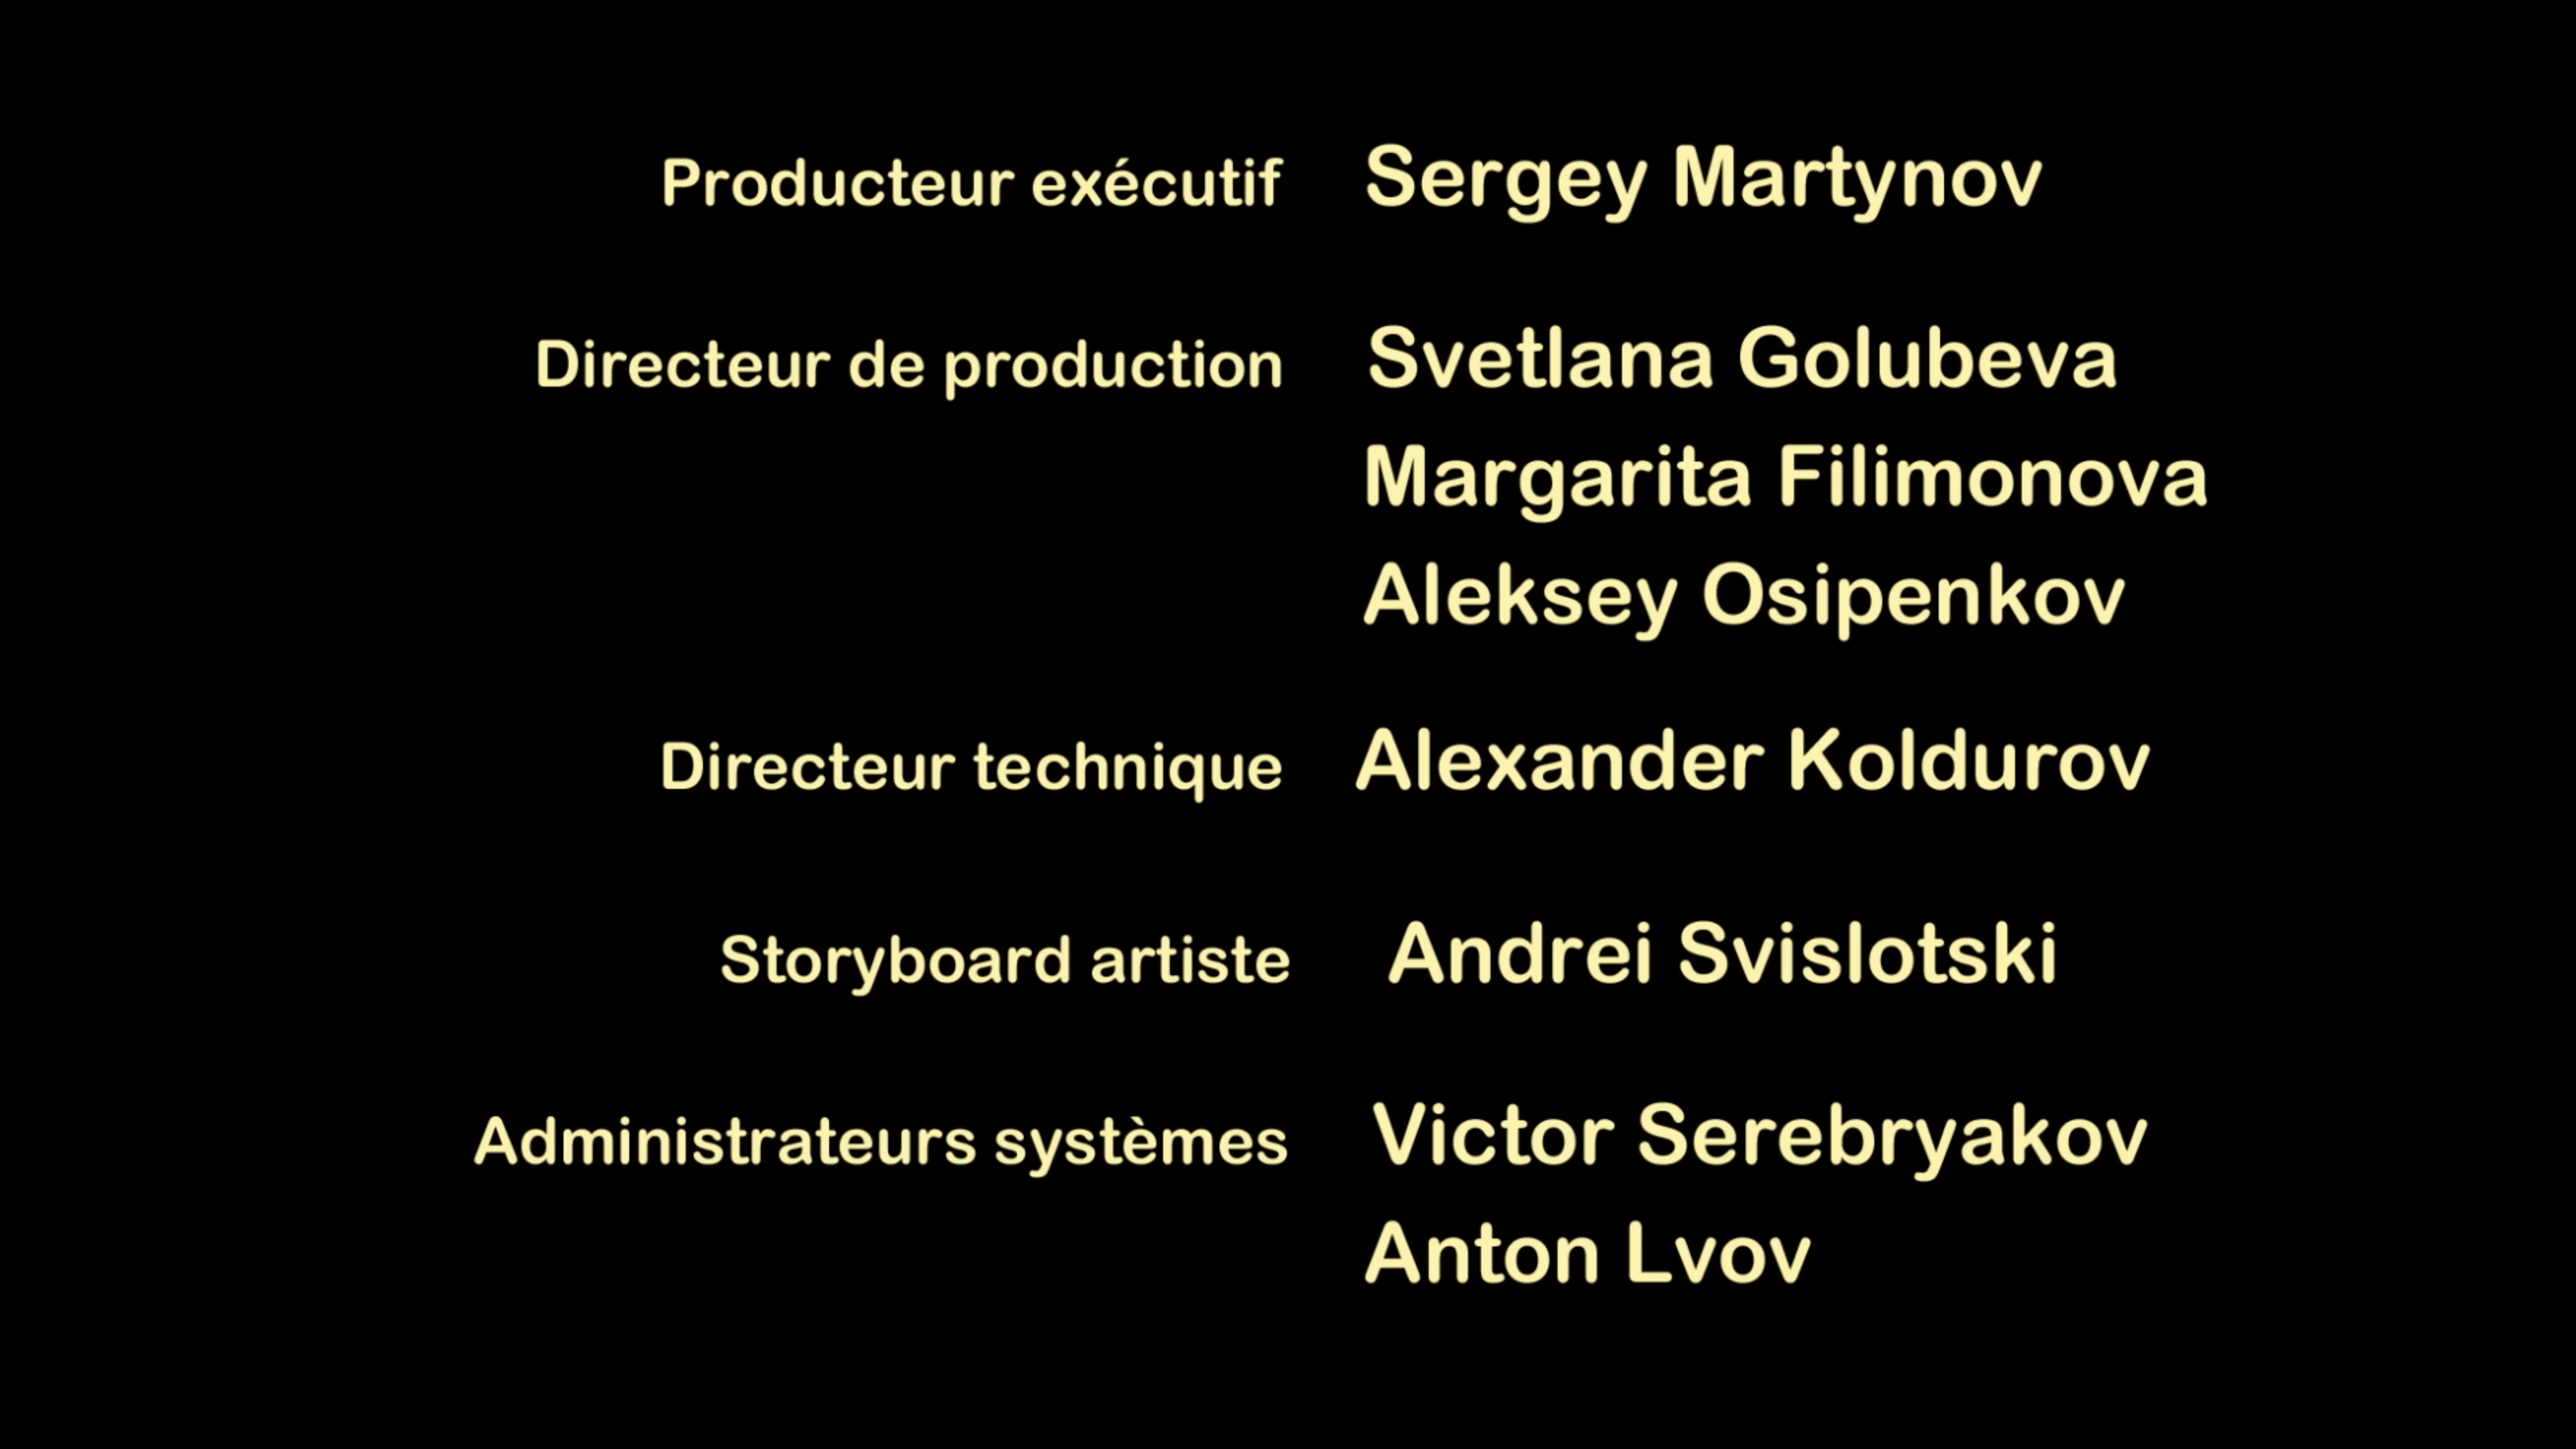 Producteur exécutif Sergey Martynov
Directeur de production Svetlana Golubeva
Margarita Filimonova
Aleksey Osipenkov
Directeur technique Alexander Koldurov
Storyboard artiste Andrei Svislotski
Administrateurs systèmes Victor Serebryakov
Anton Lvov